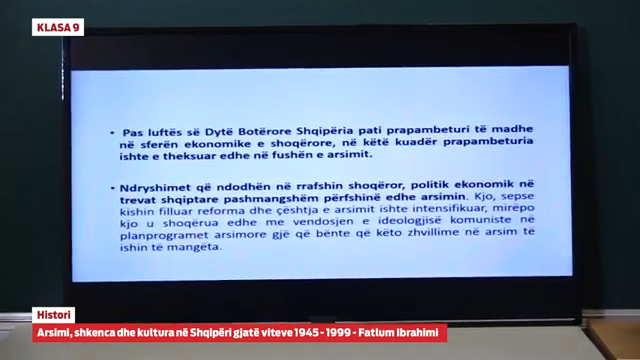 KLASA 9
• Pas luftës së Dytë Botërore Shqipëria pati prapambeturi të madhe
në sferën ekonomike e shoqërore, në këtë kuadër prapambeturia
ishte e theksuar edhe në fushën e arsimit.
• Ndryshimet që ndodhën në rrafshin shoqëror, politik ekonomik në
trevat shqiptare pashmangshëm përfshinë edhe arsimin. Kjo, sepse
kishin filluar reforma dhe çështja e arsimit ishte intensifikuar, mirëpo
kjo u shoqërua edhe me vendosjen e ideologjisë komuniste në
planprogramet arsimore gjë që bënte që këto zhvillime në arsim të
ishin të mangëta.
Histori
Arsimi, shkenca dhe kultura në Shqipëri gjatë viteve 1945 - 1999 - Fatlum Ibrahimi